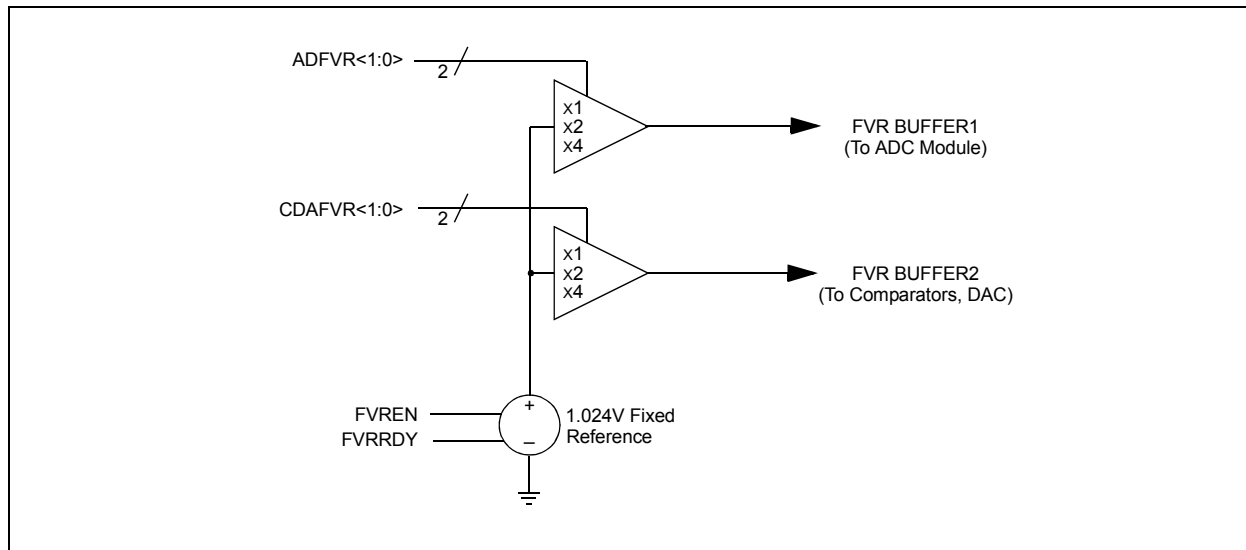 ADFVR<1:0>
2
X1
X2
X4
FVR BUFFER1
(To ADC Module)
CDAFVR<1:0>
2
X1
X2
X4
FVR BUFFER2
(To Comparators, DAC)
FVREN
FVRRDY
+
–
1.024V Fixed
Reference